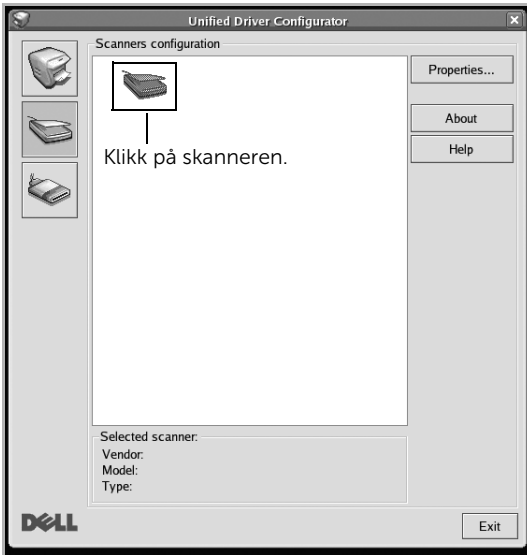 Unified Driver Configurator
Scanners configuration
Properties...
About
Help
Klikk på skanneren.
Selected scanner:
Vendor:
Model:
Type:
DELL
Exit